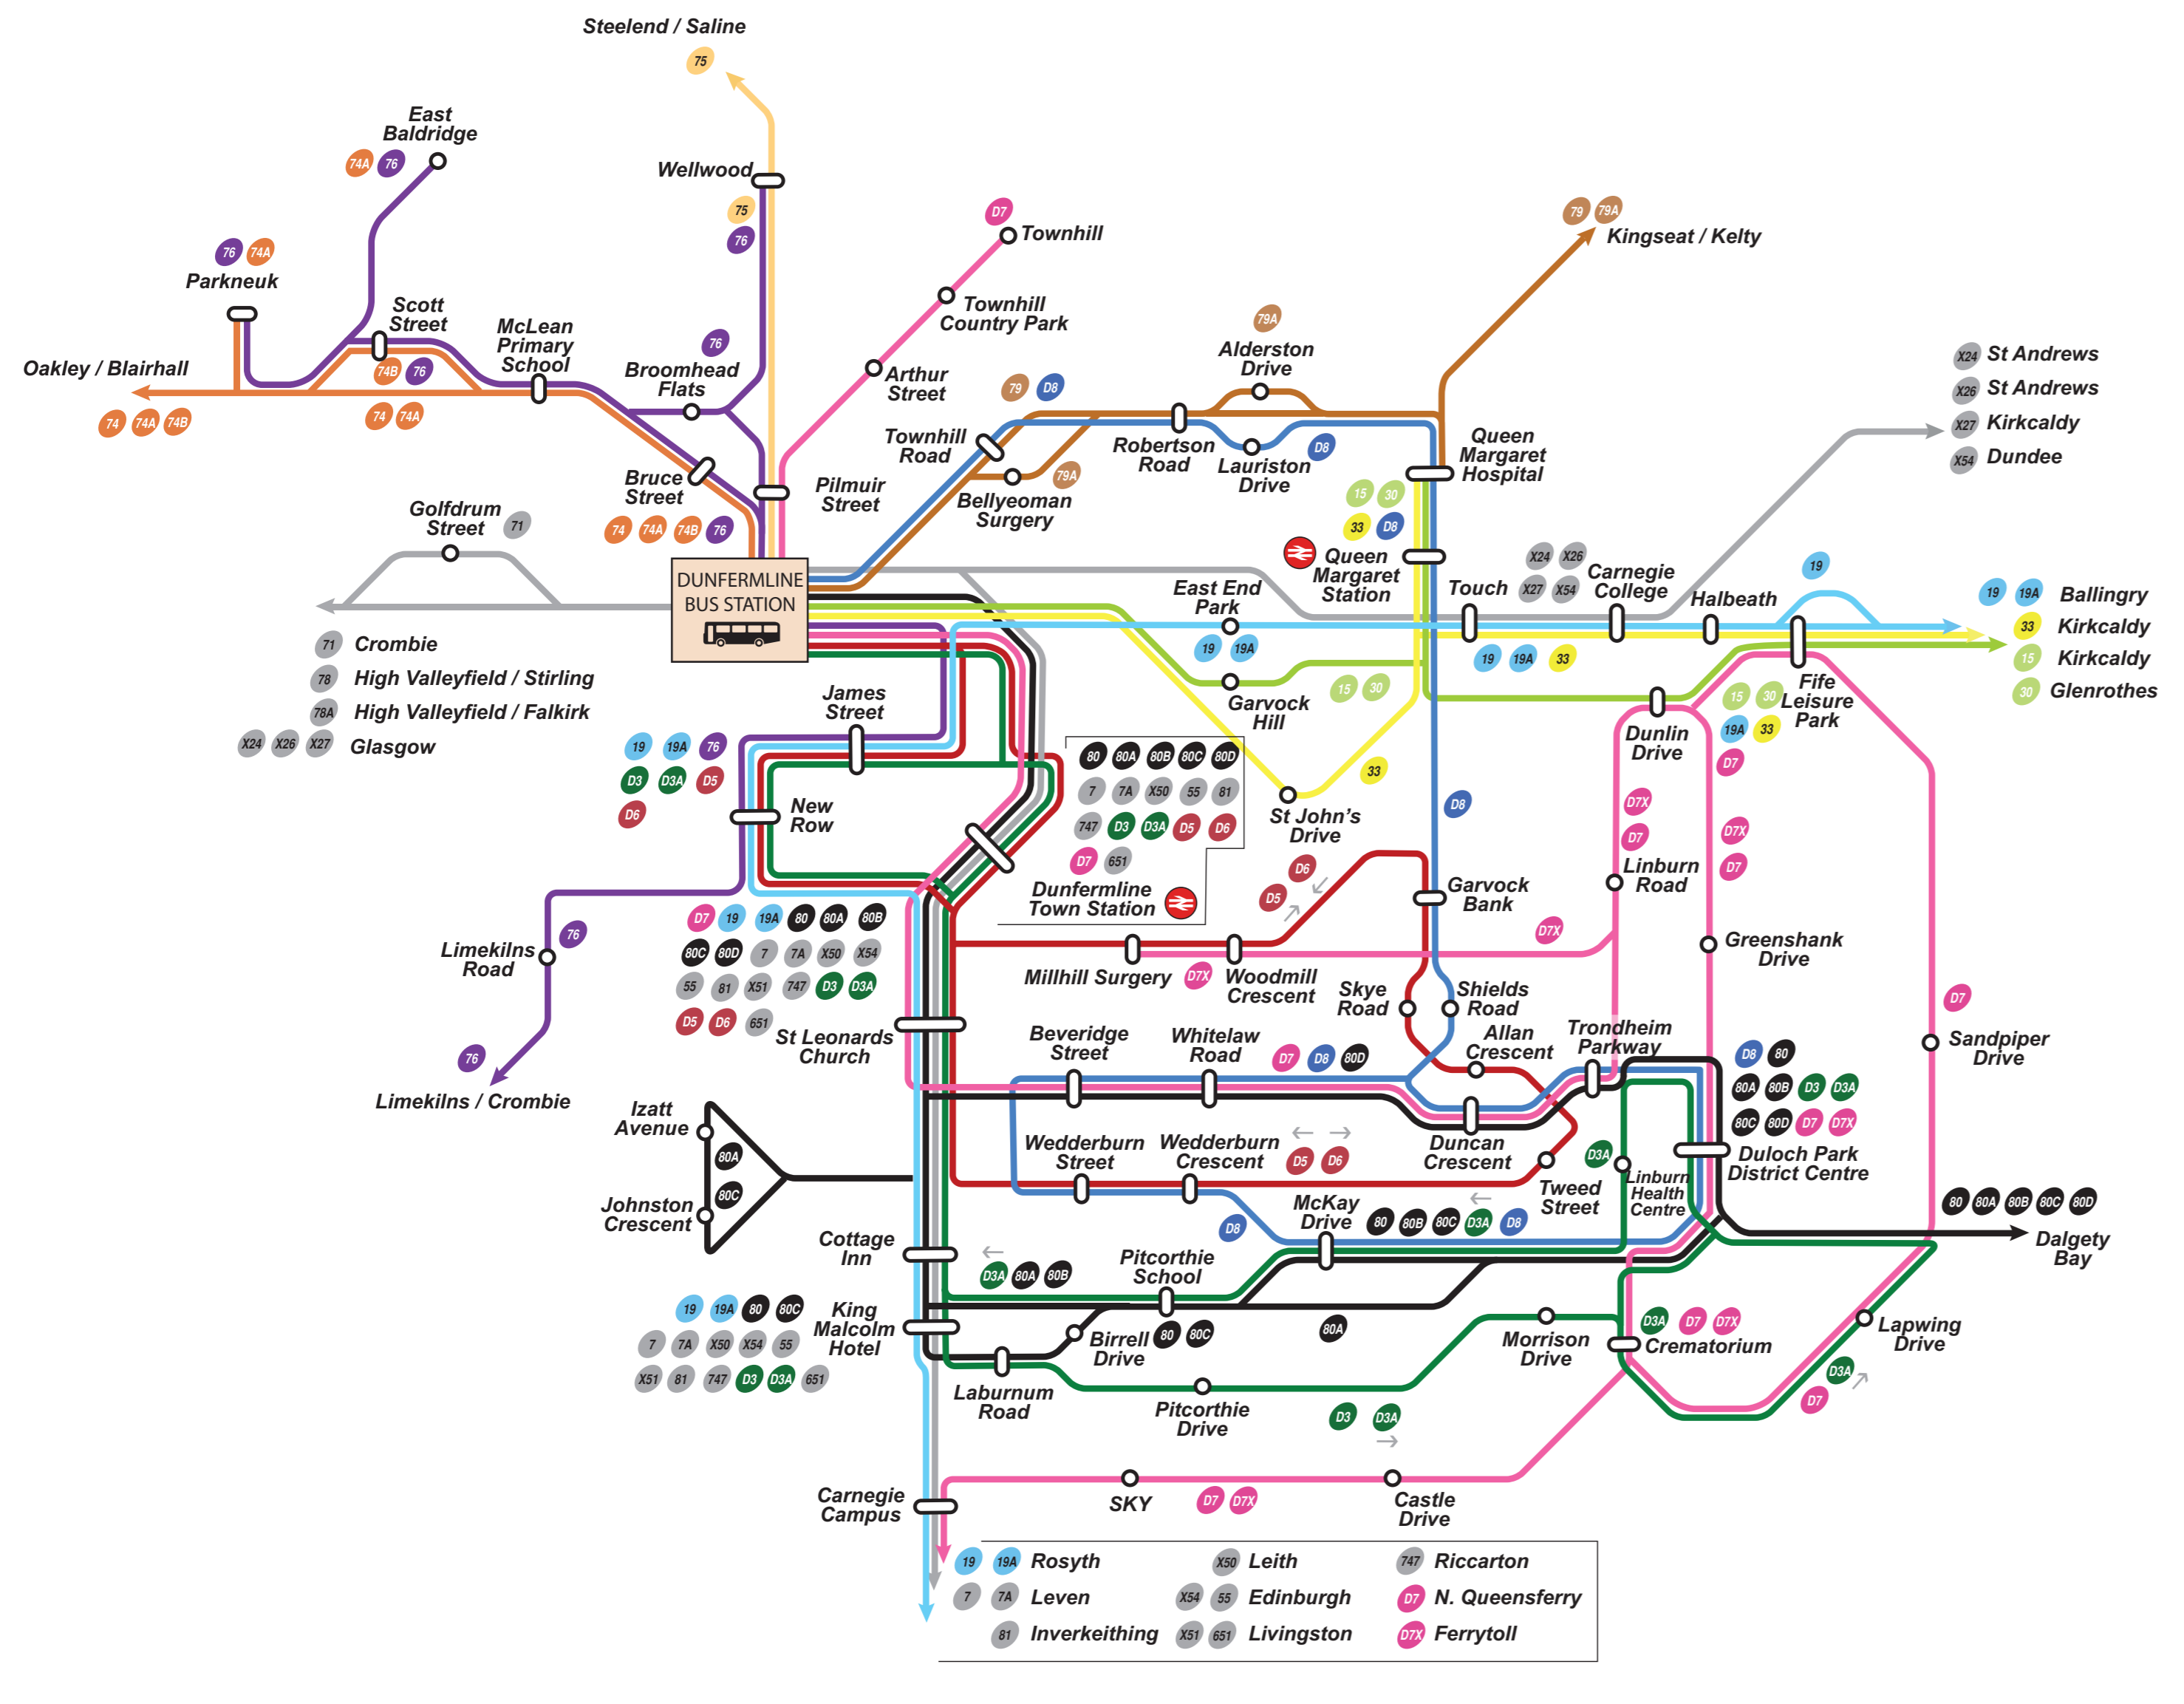 Steelend / Saline
75
East
Baldridge
74A 76
Wellwood
75
76
D7
Townhill
79 79A
Kingseat / Kelty
76 74A
Parkneuk
Scott
Street
McLean
Primary
School
74B 76
Oakley / Blairhall
74 74A 74B
74 74A
76
Broomhead
Flats
Townhill
Country Park
Arthur
Street
79A
Alderston
Drive
79 D8
Townhill
Road
Robertson
Road
Lauriston
Drive
D8
Bellyeoman
Surgery
79A
Queen
Margaret
Hospital
X24 St Andrews
X26 St Andrews
X27 Kirkcaldy
X54 Dundee
Bruce
Street
74 74A 74B 76
Pilmuir
Street
Golfdrum
Street
71
15 30
33 D8
Queen
Margaret
Station
DUNFERMLINE
BUS STATION
East End
Park
19 19A
Touch
X24 X26
X27 X54
Carnegie
College
Halbeath
19
19 19A Ballingry
33 Kirkcaldy
15 Kirkcaldy
30 Glenrothes
19 19A 33
71 Crombie
78 High Valleyfield / Stirling
78A High Valleyfield / Falkirk
X24 X26 X27 Glasgow
James
Street
19 19A 76
D3 D3A D5
D6
New
Row
Garvock
Hill
15 30
Dunlin
Drive
15 30
19A 33
D7
Fife
Leisure
Park
80 80A 80B 80C 80D
7 7A X50 55 81
747 D3 D3A D5 D6
D7 651
Dunfermline
Town Station
St John's
Drive
33
D8
D7X
D7
Linburn
Road
D7X
D7
D6
D5
Garvock
Bank
D7 19 19A 80 80A 80B
80C 80D 7 7A X50 X54
55 81 X51 747 D3 D3A
D5 D6 651
St Leonards
Church
Limekilns
Road
76
76
Limekilns / Crombie
Millhill Surgery
D7X
Woodmill
Crescent
D7X
Greenshank
Drive
Skye
Road
Shields
Road
Allan
Crescent
Trondheim
Parkway
D7
Sandpiper
Drive
Beveridge
Street
Whitelaw
Road
D7 D8 80D
D8 80
80A 80B D3 D3A
80C 80D D7 D7X
Duloch Park
District Centre
Izatt
Avenue
80A
80C
Johnston
Crescent
Wedderburn
Street
Wedderburn
Crescent
D5 D6
Duncan
Crescent
D3A
Linburn
Health
Centre
Tweed
Street
McKay
Drive
80 80B 80C D3A D8
D8
80 80A 80B 80C 80D
Dalgety
Bay
Cottage
Inn
D3A 80A 80B
Pitcorthie
School
19 19A 80 80C
7 7A X50 X54 55
X51 81 747 D3 D3A 651
King
Malcolm
Hotel
Birrell
Drive
80 80C
80A
Morrison
Drive
D3A D7 D7X
Crematorium
Lapwing
Drive
D3A
D7
Laburnum
Road
Pitcorthie
Drive
D3 D3A
Carnegie
Campus
SKY
D7 D7X
Castle
Drive
19 19A Rosyth
7 7A Leven
81 Inverkeithing
X50 Leith
X54 55 Edinburgh
X51 651 Livingston
747 Riccarton
D7 N. Queensferry
D7X Ferrytoll